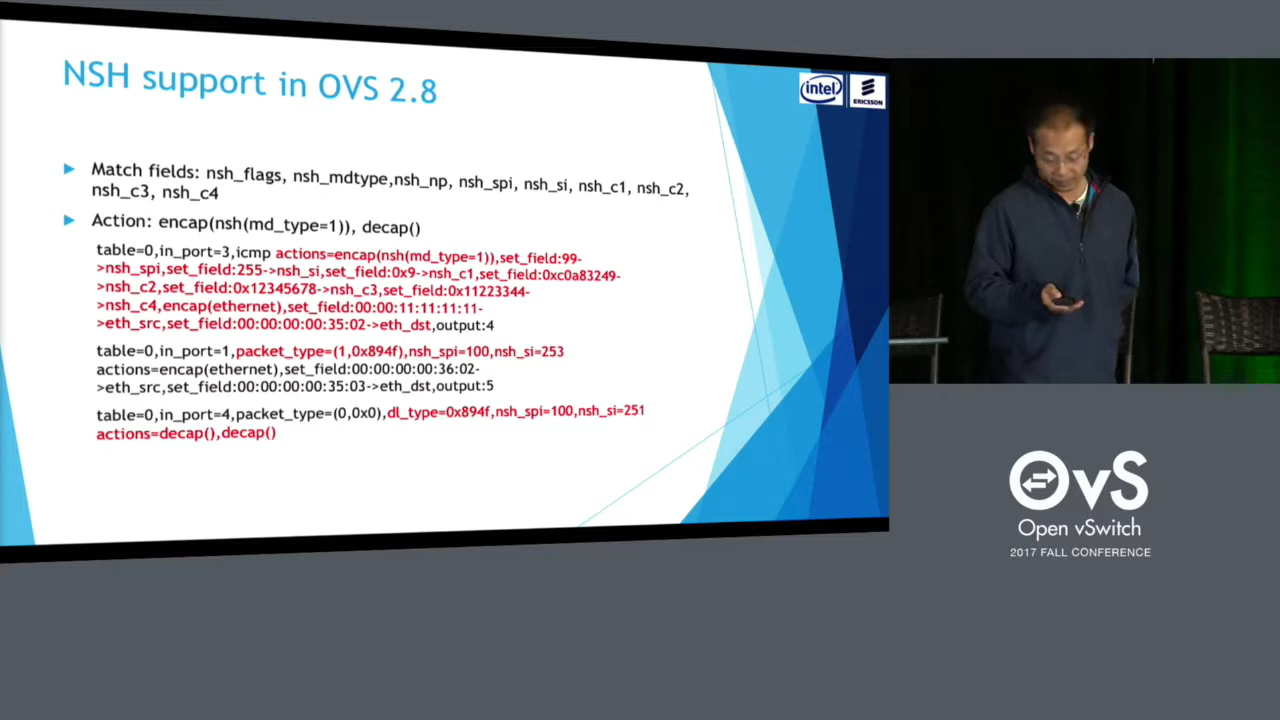 NSH support in OVS 2.8
intel
ERICSSON
Match fields: nsh_flags, nsh_mdtype,nsh_np, nsh_spi, nsh_si, nsh_c1, nsh_c2,
nsh_c3, nsh_c4
Action: encap(nsh(md_type=1)), decap()
table=0,in_port=3,icmp actions=encap(nsh(md_type=1)),set_field:99-
>nsh_spi,set_field:255->nsh_si,set_field:0x9->nsh_c1,set_field:0xc0a83249-
>nsh_c2,set_field:0x12345678->nsh_c3,set_field:0x11223344-
>nsh_c4,encap(ethernet),set_field:00:00:11:11:11:11-
>eth_src,set_field:00:00:00:00:35:02->eth_dst,output:4
table=0,in_port=1,packet_type=(1,0x894f),nsh_spi=100,nsh_si=253
actions=encap(ethernet),set_field:00:00:00:00:36:02-
>eth_src,set_field:00:00:00:00:35:03->eth_dst,output:5
table=0,in_port=4,packet_type=(0,0x0),dl_type=0x894f,nsh_spi=100,nsh_si=251
actions=decap(),decap()
OvS
Open vSwitch
2017 FALL CONFERENCE